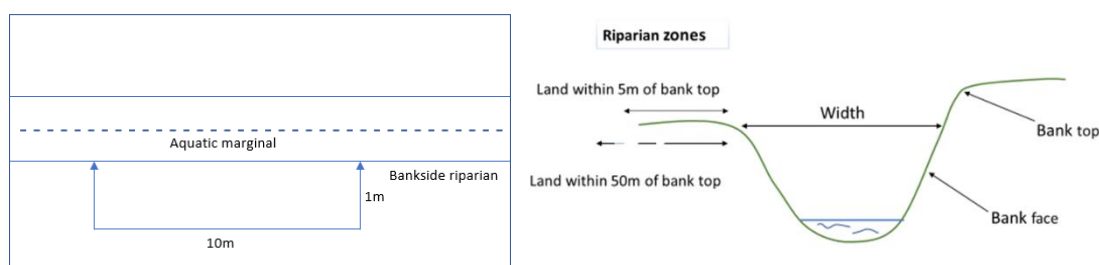 Aquatic marginal
Bankside riparian
1m
10m
Riparian zones
Land within 5m of bank top
Width
Bank top
Land within 50m of bank top
Bank face